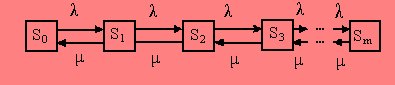 λ λ λ λ λ
S₀ S₁ S₂ S₃ ... ... Sₘ
μ μ μ μ μ